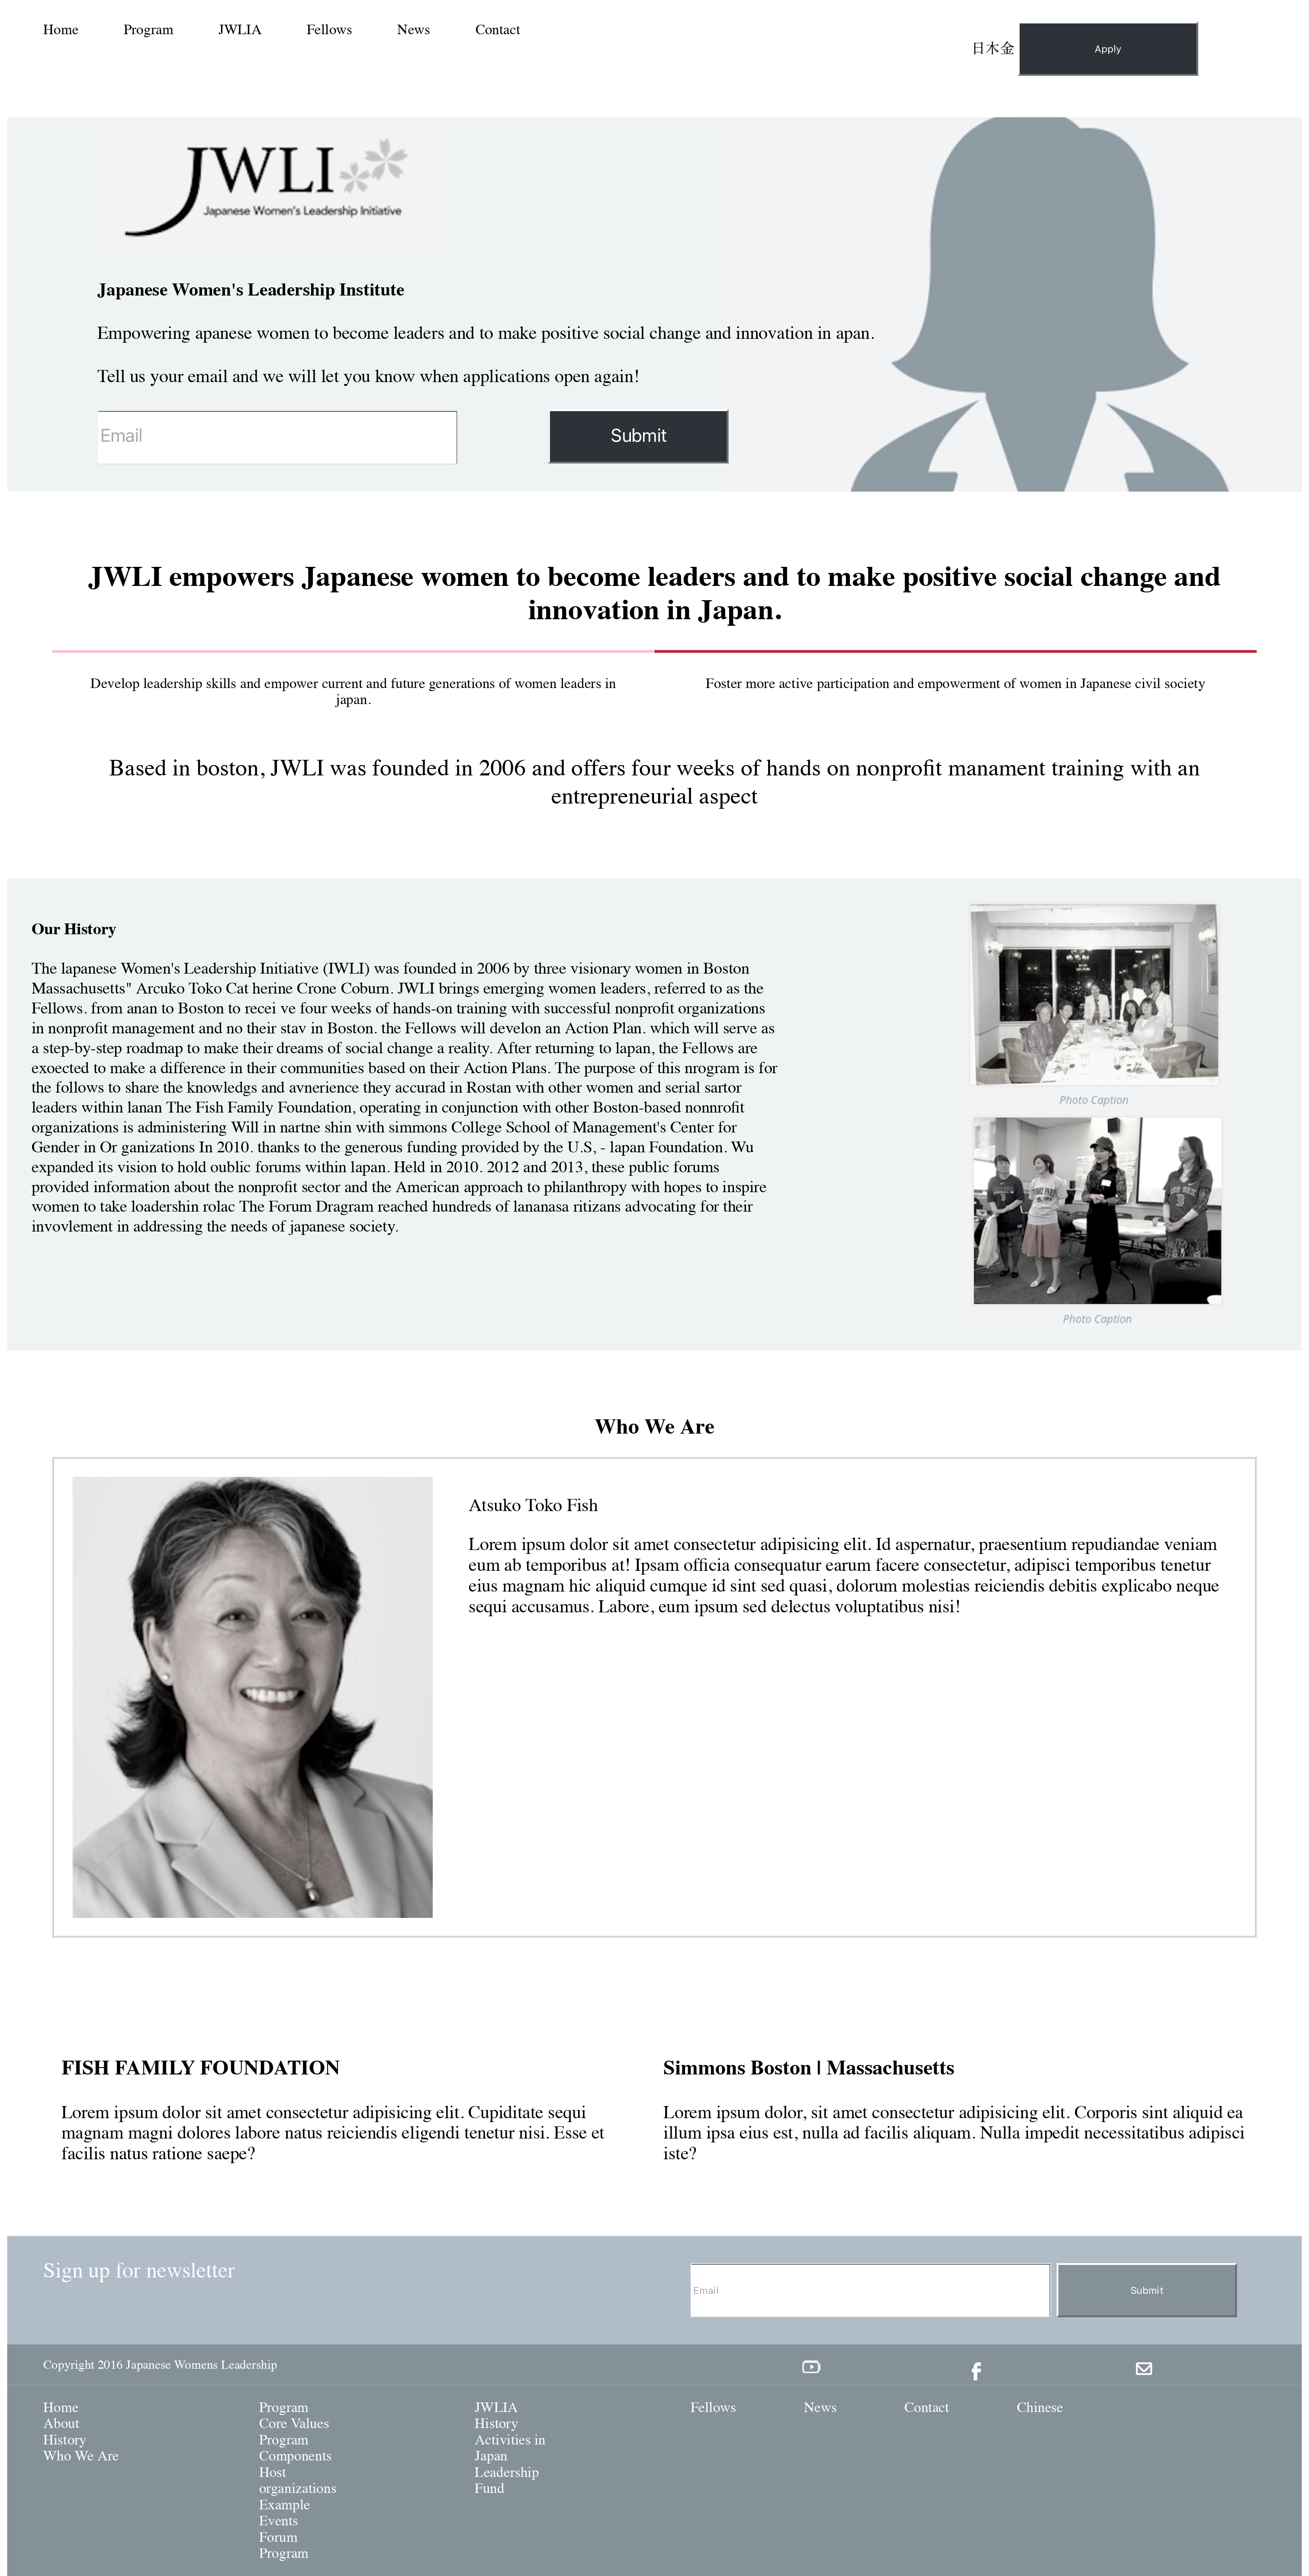 Home Program JWLIA Fellows News Contact
日木金 Apply
JWLI
Japanese Women's Leadership Initiative
Japanese Women's Leadership Institute
Empowering apanese women to become leaders and to make positive social change and innovation in apan.
Tell us your email and we will let you know when applications open again!
Email Submit
JWLI empowers Japanese women to become leaders and to make positive social change and
innovation in Japan.
Develop leadership skills and empower current and future generations of women leaders in
japan.
Foster more active participation and empowerment of women in Japanese civil society
Based in boston, JWLI was founded in 2006 and offers four weeks of hands on nonprofit manament training with an
entrepreneurial aspect
Our History
The lapanese Women's Leadership Initiative (IWLI) was founded in 2006 by three visionary women in Boston
Massachusetts" Arcuko Toko Cat herine Crone Coburn. JWLI brings emerging women leaders, referred to as the
Fellows. from anan to Boston to recei ve four weeks of hands-on training with successful nonprofit organizations
in nonprofit management and no their stav in Boston. the Fellows will develon an Action Plan. which will serve as
a step-by-step roadmap to make their dreams of social change a reality. After returning to lapan, the Fellows are
exoected to make a difference in their communities based on their Action Plans. The purpose of this nrogram is for
the follows to share the knowledgs and avnerience they accurad in Rostan with other women and serial sartor
leaders within lanan The Fish Family Foundation, operating in conjunction with other Boston-based nonnrofit
organizations is administering Will in nartne shin with simmons College School of Management's Center for
Gender in Or ganizations In 2010. thanks to the generous funding provided by the U.S, - lapan Foundation. Wu
expanded its vision to hold oublic forums within lapan. Held in 2010. 2012 and 2013, these public forums
provided information about the nonprofit sector and the American approach to philanthropy with hopes to inspire
women to take loadershin rolac The Forum Dragram reached hundreds of lananasa ritizans advocating for their
invovlement in addressing the needs of japanese society.
Photo Caption
Photo Caption
Who We Are
Atsuko Toko Fish
Lorem ipsum dolor sit amet consectetur adipisicing elit. Id aspernatur, praesentium repudiandae veniam
eum ab temporibus at! Ipsam officia consequatur earum facere consectetur, adipisci temporibus tenetur
eius magnam hic aliquid cumque id sint sed quasi, dolorum molestias reiciendis debitis explicabo neque
sequi accusamus. Labore, eum ipsum sed delectus voluptatibus nisi!
FISH FAMILY FOUNDATION
Lorem ipsum dolor sit amet consectetur adipisicing elit. Cupiditate sequi
magnam magni dolores labore natus reiciendis eligendi tenetur nisi. Esse et
facilis natus ratione saepe?
Simmons Boston | Massachusetts
Lorem ipsum dolor, sit amet consectetur adipisicing elit. Corporis sint aliquid ea
illum ipsa eius est, nulla ad facilis aliquam. Nulla impedit necessitatibus adipisci
iste?
Sign up for newsletter
Email Submit
Copyright 2016 Japanese Womens Leadership
Home
About
History
Who We Are
Program
Core Values
Program
Components
Host
organizations
Example
Events
Forum
Program
JWLIA
History
Activities in
Japan
Leadership
Fund
Fellows News Contact Chinese